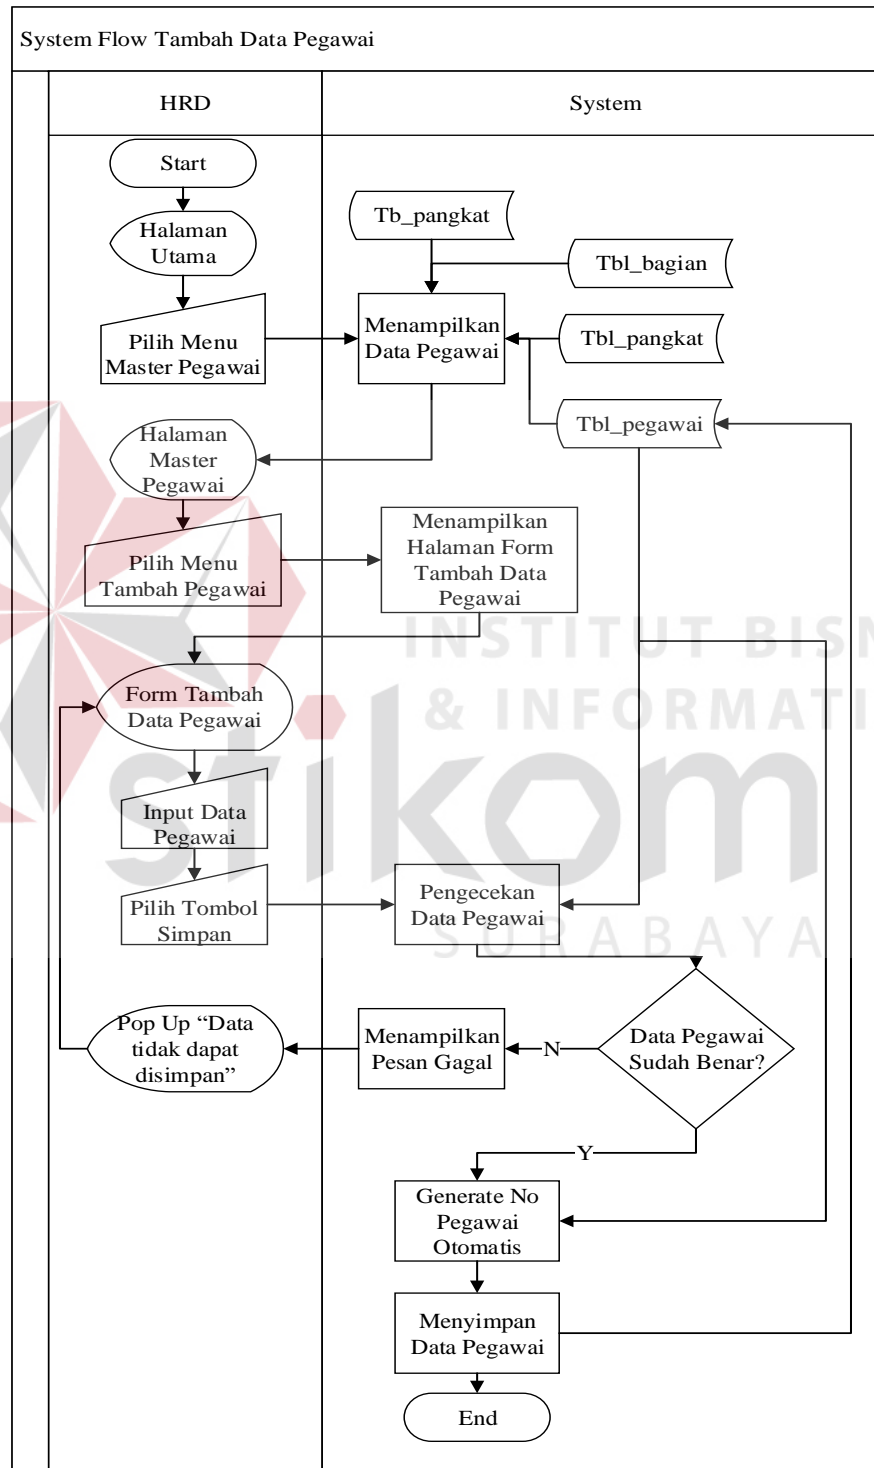 System Flow Tambah Data Pegawai
HRD
System
Start
Halaman
Utama
Tb_pangkat
Tbl_bagian
Pilih Menu
Master Pegawai
Menampilkan
Data Pegawai
Tbl_pangkat
Tbl_pegawai
Halaman
Master
Pegawai
Pilih Menu
Tambah Pegawai
Menampilkan
Halaman Form
Tambah Data
Pegawai
INSTITUT BISN
& INFORMATI
stikom
SURABAYA
Form Tambah
Data Pegawai
Input Data
Pegawai
Pilih Tombol
Simpan
Pengecekan
Data Pegawai
Data Pegawai
Sudah Benar?
N
Menampilkan
Pesan Gagal
Pop Up “Data
tidak dapat
disimpan”
Y
Generate No
Pegawai
Otomatis
Menyimpan
Data Pegawai
End